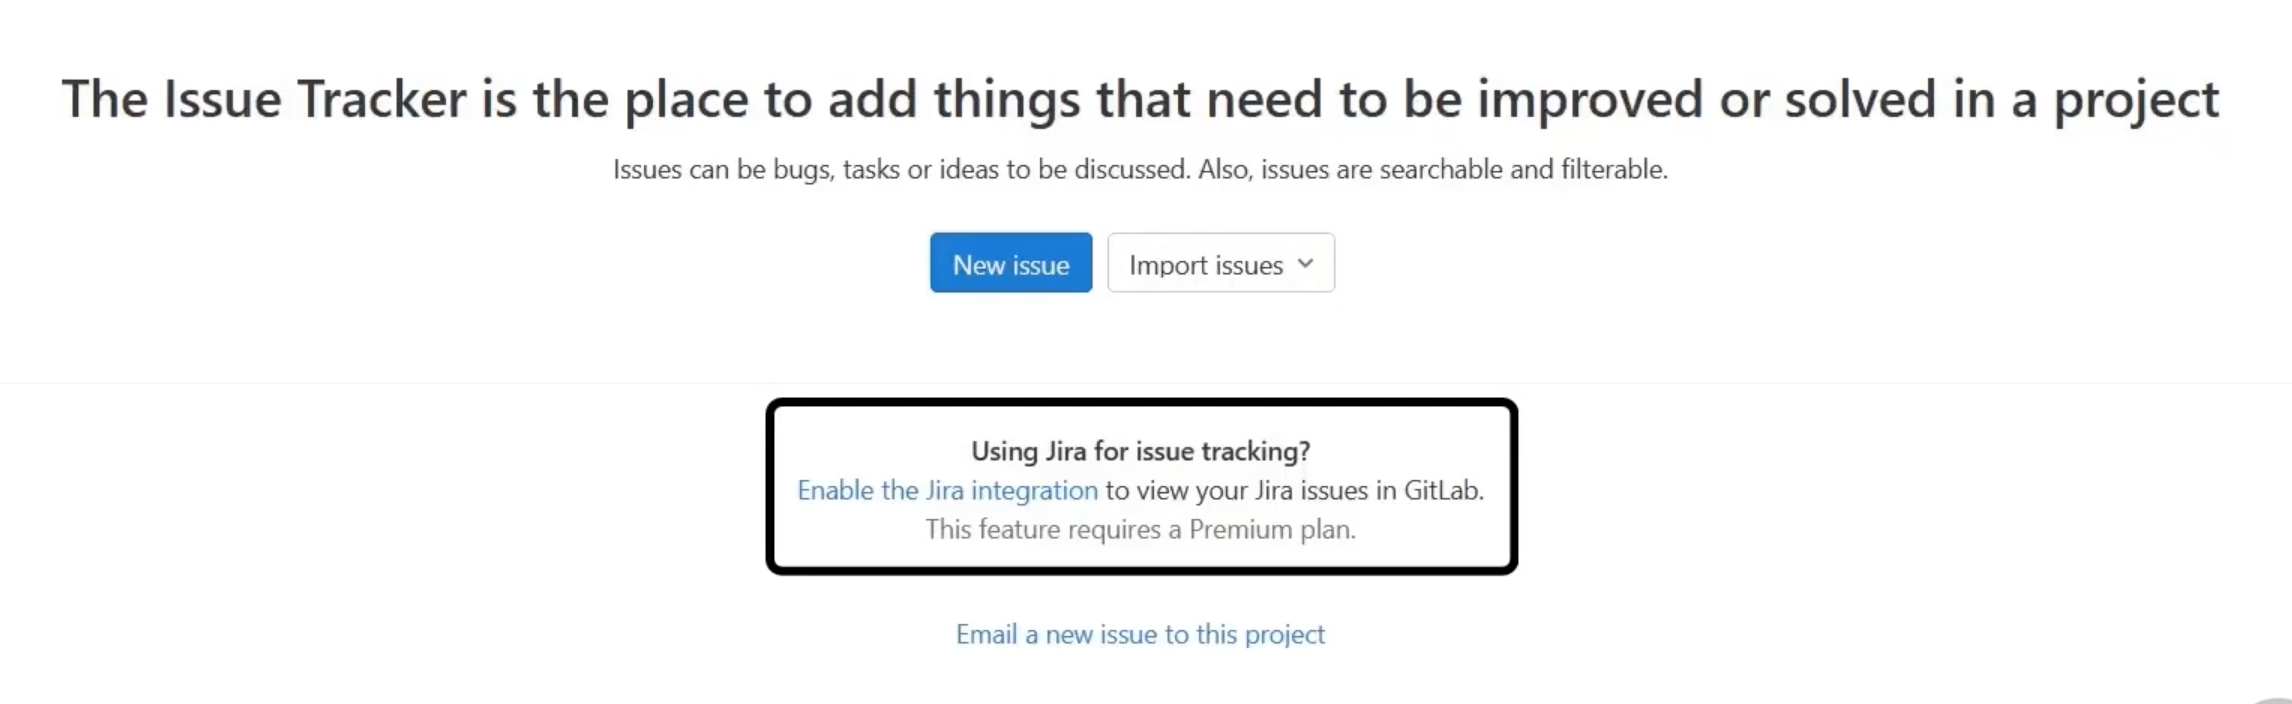 The Issue Tracker is the place to add things that need to be improved or solved in a project
Issues can be bugs, tasks or ideas to be discussed. Also, issues are searchable and filterable.
New issue
Import issues
Using Jira for issue tracking?
Enable the Jira integration to view your Jira issues in GitLab.
This feature requires a Premium plan.
Email a new issue to this project